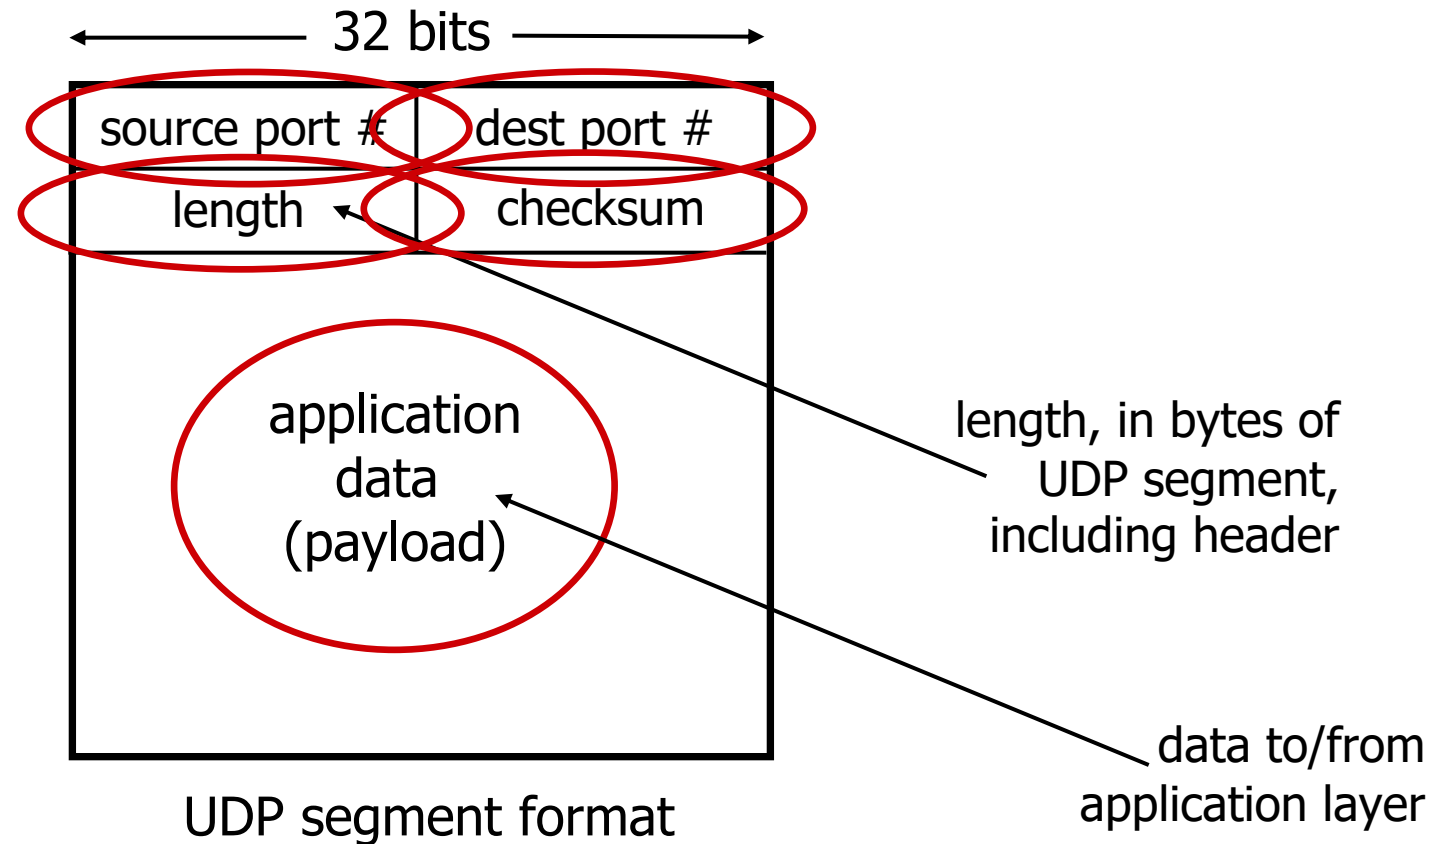 32 bits
source port #
dest port #
length
checksum
application
data
(payload)
length, in bytes of
UDP segment,
including header
data to/from
application layer
UDP segment format